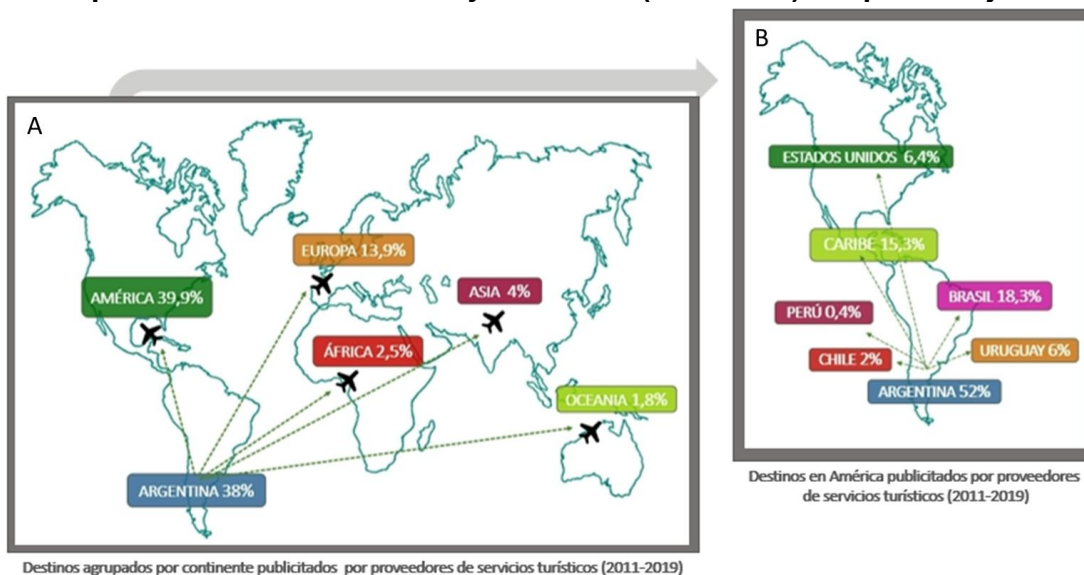 A
AMÉRICA 39,9%
EUROPA 13,9%
ASIA 4%
ÁFRICA 2,5%
OCEANIA 1,8%
ARGENTINA 38%
Destinos agrupados por continente publicitados por proveedores de servicios turísticos (2011-2019)
B
ESTADOS UNIDOS 6,4%
CARIBE 15,3%
BRASIL 18,3%
PERÚ 0,4%
URUGUAY 6%
CHILE 2%
ARGENTINA 52%
Destinos en América publicitados por proveedores
de servicios turísticos (2011-2019)